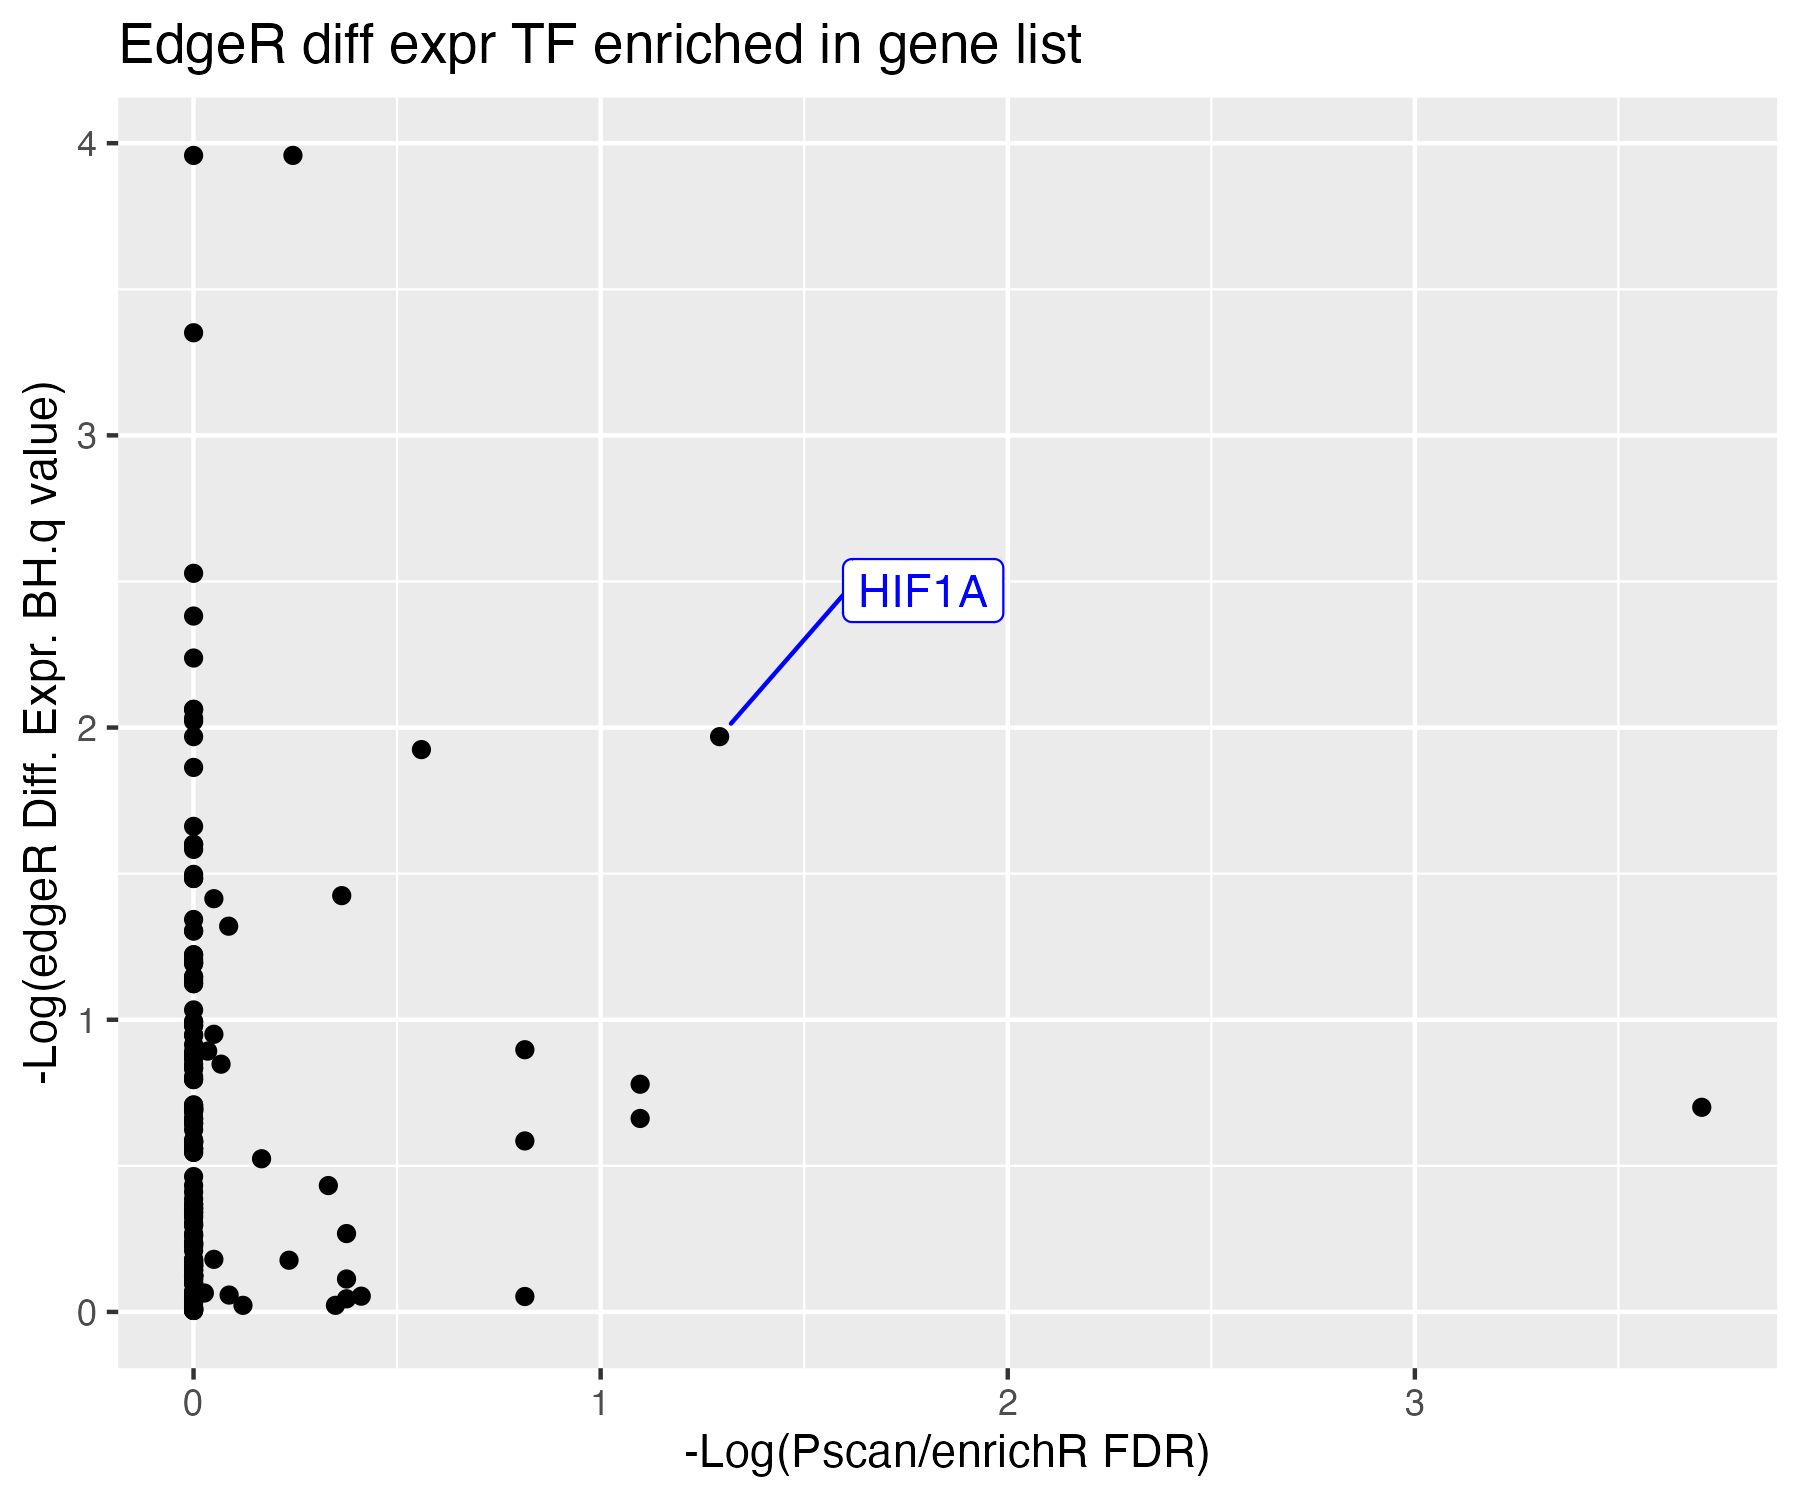 EdgeR diff expr TF enriched in gene list
-Log(edgeR Diff. Expr. BH.q value)
4
3
2
1
0
HIF1A
0 1 2 3
-Log(Pscan/enrichR FDR)